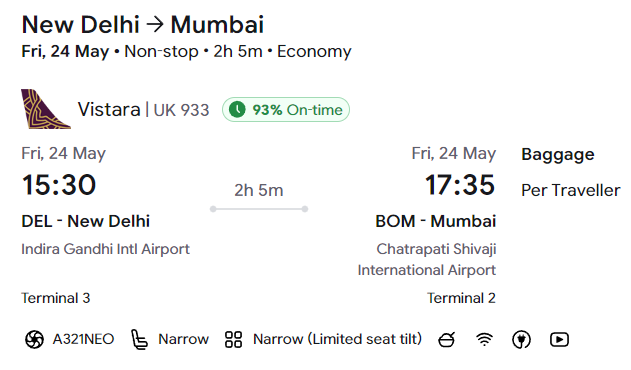 New Delhi → Mumbai
Fri, 24 May • Non-stop • 2h 5m • Economy
Vistara | UK 933 93% On-time
Fri, 24 May Fri, 24 May Baggage
15:30 2h 5m 17:35 Per Traveller
DEL - New Delhi BOM - Mumbai
Indira Gandhi Intl Airport Chatrapati Shivaji
International Airport
Terminal 3 Terminal 2
A321NEO Narrow Narrow (Limited seat tilt)